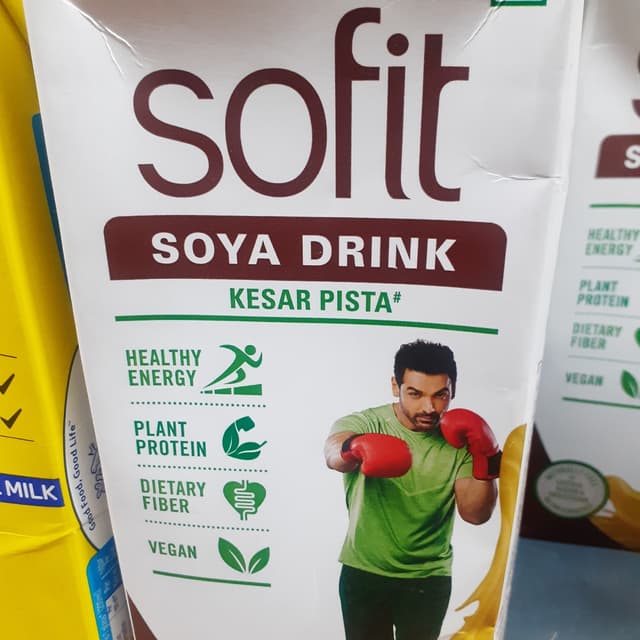 sofit
SOYA DRINK
KESAR PISTA#
HEALTHY
ENERGY
PLANT
PROTEIN
DIETARY
FIBER
VEGAN
MILK
Good Food, Good Life™
HEALTHY
ENERGY
PLANT
PROTEIN
DIETARY
FIBER
VEGAN